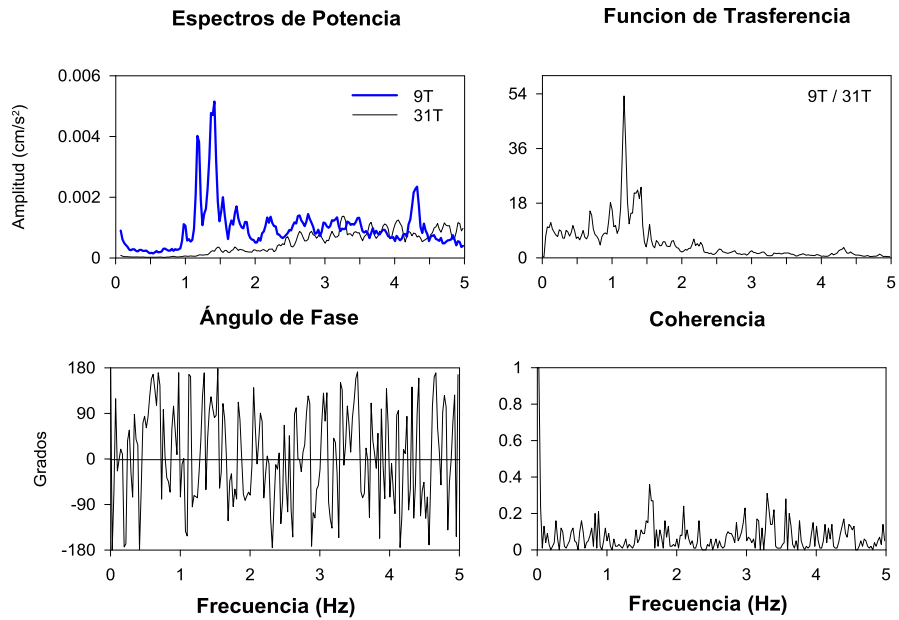 Espectros de Potencia
Funcion de Trasferencia
Amplitud (cm/s²)
0.006
0.004
0.002
0
9T
31T
0 1 2 3 4 5
54
36
18
0
9T / 31T
0 1 2 3 4 5
Ángulo de Fase
Coherencia
Grados
180
90
0
-90
-180
0 1 2 3 4 5
Frecuencia (Hz)
1
0.8
0.6
0.4
0.2
0
0 1 2 3 4 5
Frecuencia (Hz)